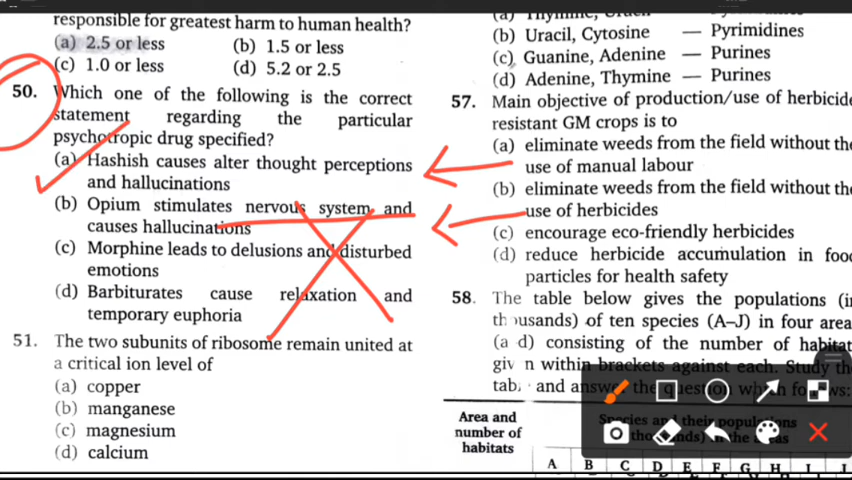 responsible for greatest harm to human health?
(a) 2.5 or less (b) 1.5 or less
(c) 1.0 or less (d) 5.2 or 2.5
50. Which one of the following is the correct
statement regarding the particular
psychotropic drug specified?
(a) Hashish causes alter thought perceptions
and hallucinations
(b) Opium stimulates nervous system and
causes hallucinations
(c) Morphine leads to delusions and disturbed
emotions
(d) Barbiturates cause relaxation and
temporary euphoria
51. The two subunits of ribosome remain united at
a critical ion level of
(a) copper
(b) manganese
(c) magnesium
(d) calcium
(a) Thymine, Uracil — Pyrimidines
(b) Uracil, Cytosine — Pyrimidines
(c) Guanine, Adenine — Purines
(d) Adenine, Thymine — Purines
57. Main objective of production/use of herbicide
resistant GM crops is to
(a) eliminate weeds from the field without the
use of manual labour
(b) eliminate weeds from the field without the
use of herbicides
(c) encourage eco-friendly herbicides
(d) reduce herbicide accumulation in food
particles for health safety
58. The table below gives the populations (in
thousands) of ten species (A–J) in four area
(a d) consisting of the number of habitat
giv n within brackets against each. Study the
tab and answer the question which follows:
Area and
number of
habitats
Species and their populations
(thousands) in the areas
A B C D E F G H I J